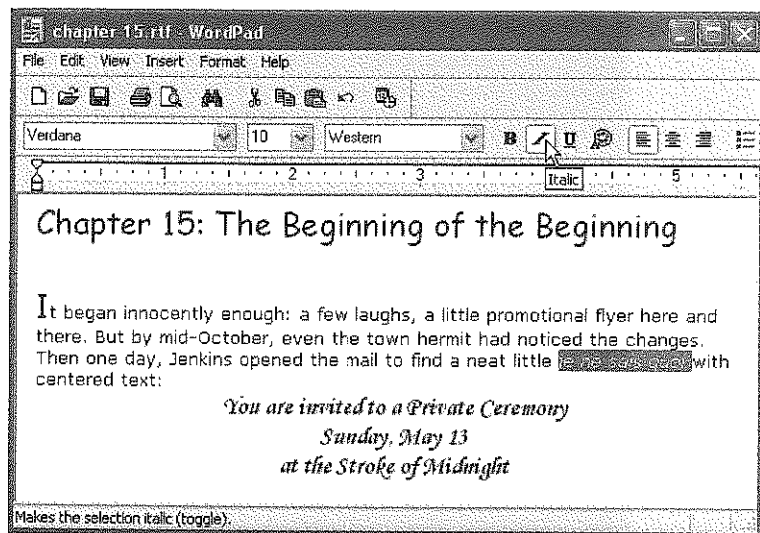 chapter 15.rtf - WordPad
File Edit View Insert Format Help
Verdana 10 Western B I U
1 2 3 5
Italic
Chapter 15: The Beginning of the Beginning
It began innocently enough: a few laughs, a little promotional flyer here and
there. But by mid-October, even the town hermit had noticed the changes.
Then one day, Jenkins opened the mail to find a neat little with
centered text:
You are invited to a Private Ceremony
Sunday, May 13
at the Stroke of Midnight
Makes the selection italic (toggle).